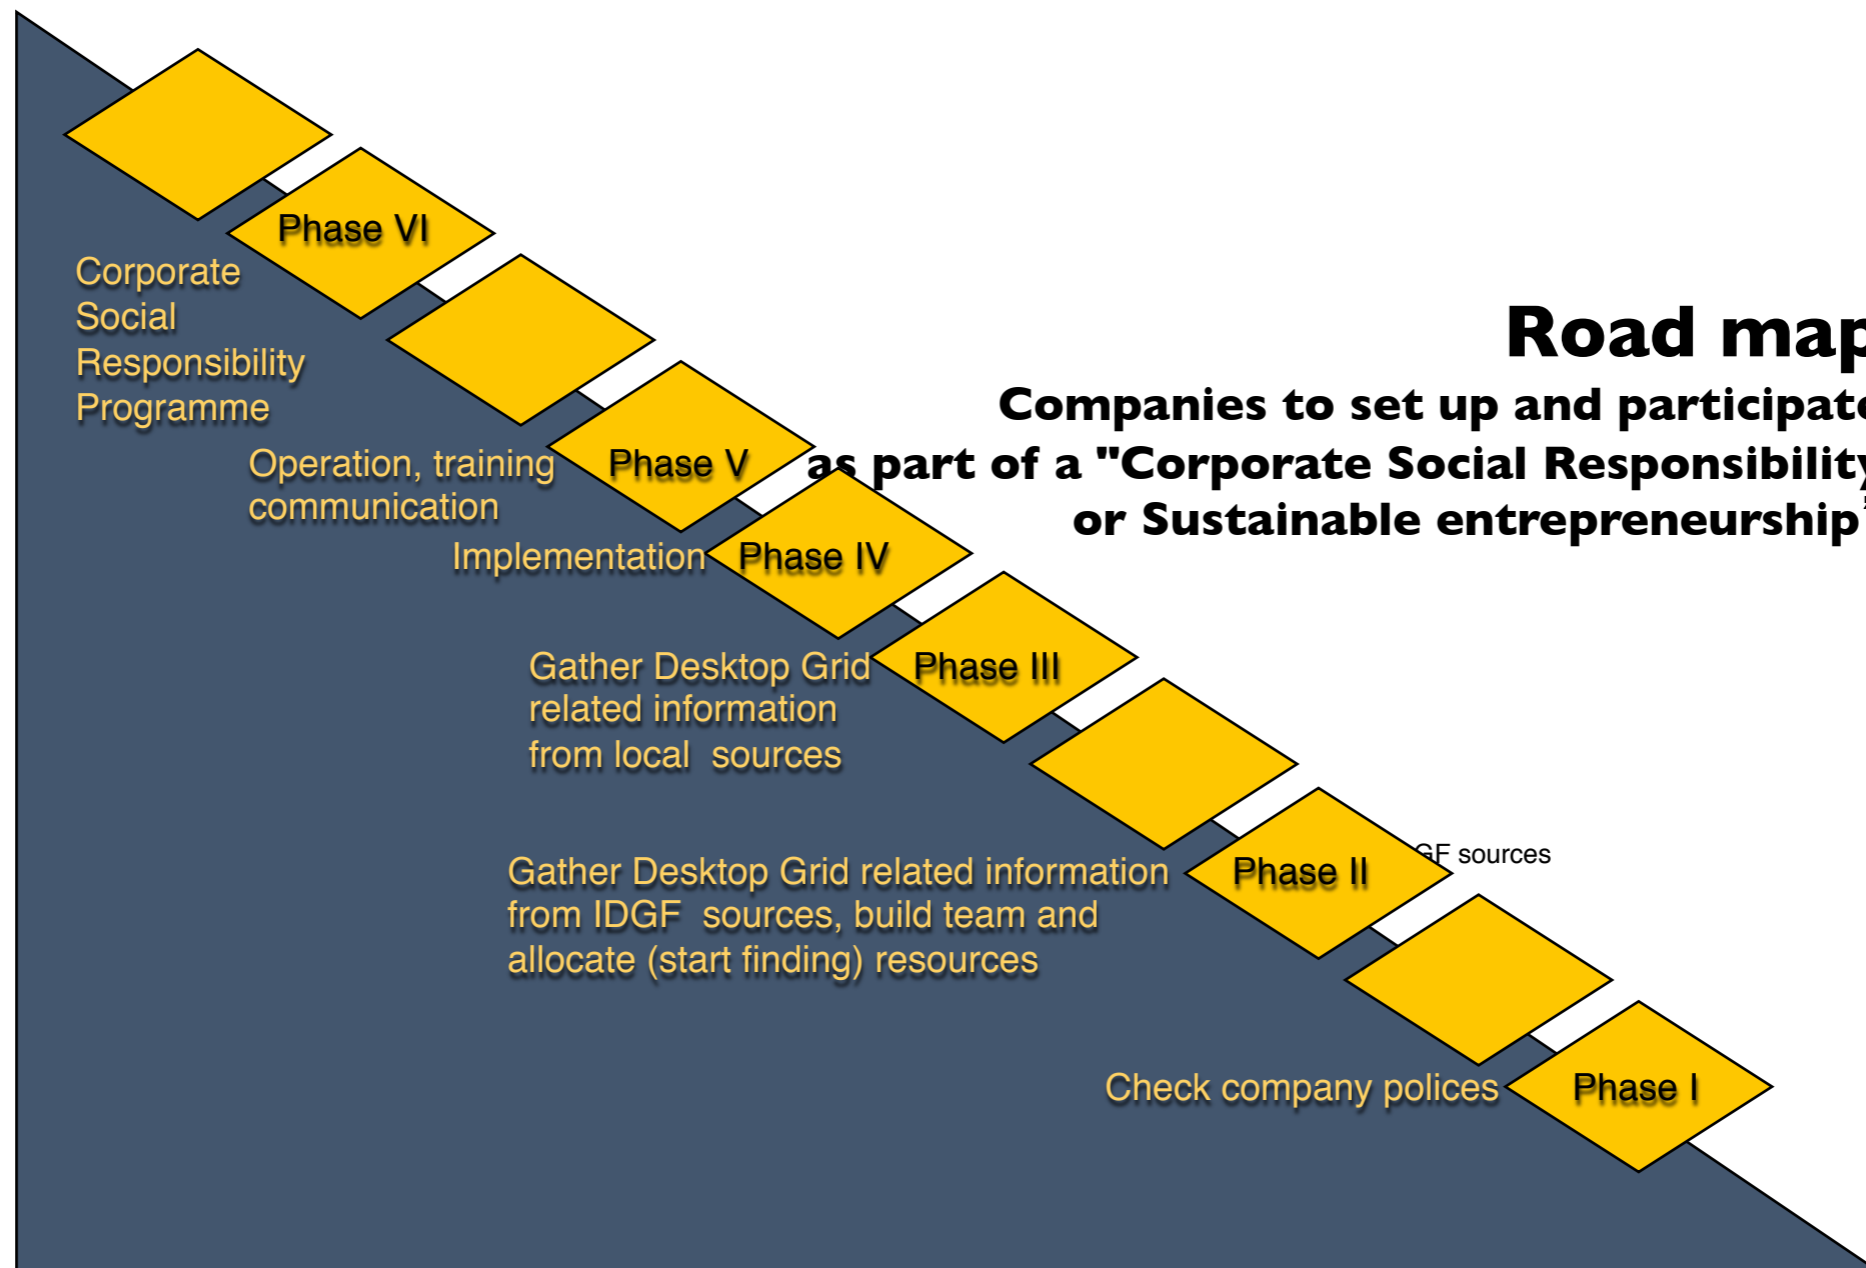 Phase VI
Corporate
Social
Responsibility
Programme
Road map
Companies to set up and participate
as part of a "Corporate Social Responsibility
or Sustainable entrepreneurship"
Operation, training
communication
Phase V
Implementation
Phase IV
Gather Desktop Grid
related information
from local sources
Phase III
Gather Desktop Grid related information
from IDGF sources, build team and
allocate (start finding) resources
Phase II
GF sources
Check company polices
Phase I